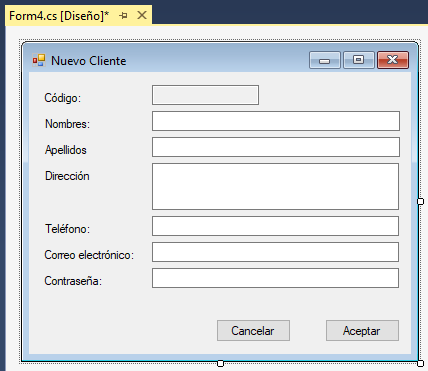 Form4.cs [Diseño]*
Nuevo Cliente
Código:
Nombres:
Apellidos
Dirección
Teléfono:
Correo electrónico:
Contraseña:
Cancelar Aceptar